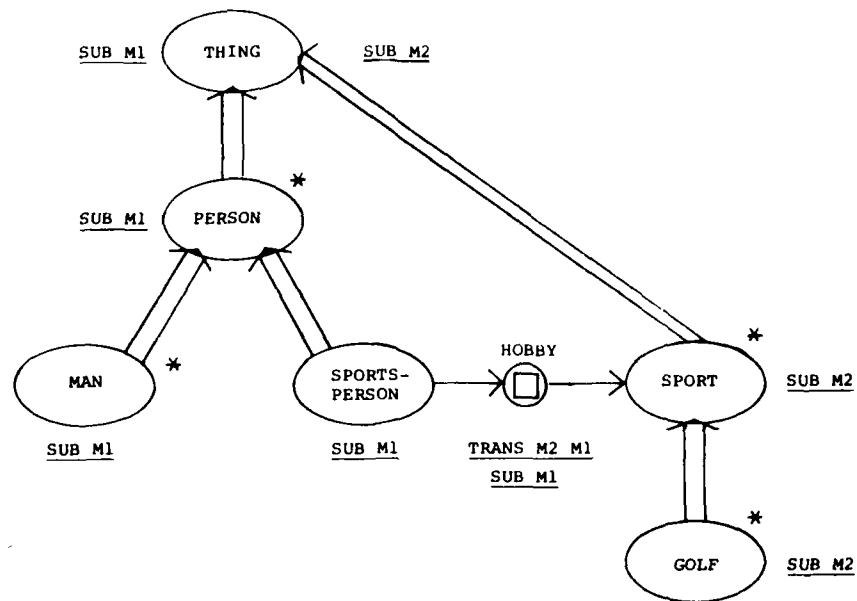 SUB M1 THING SUB M2
*
SUB M1 PERSON
HOBBY
*
MAN *
SPORTS-
PERSON
SPORT
SUB M2
SUB M1 SUB M1
TRANS M2 M1
SUB M1
*
GOLF SUB M2